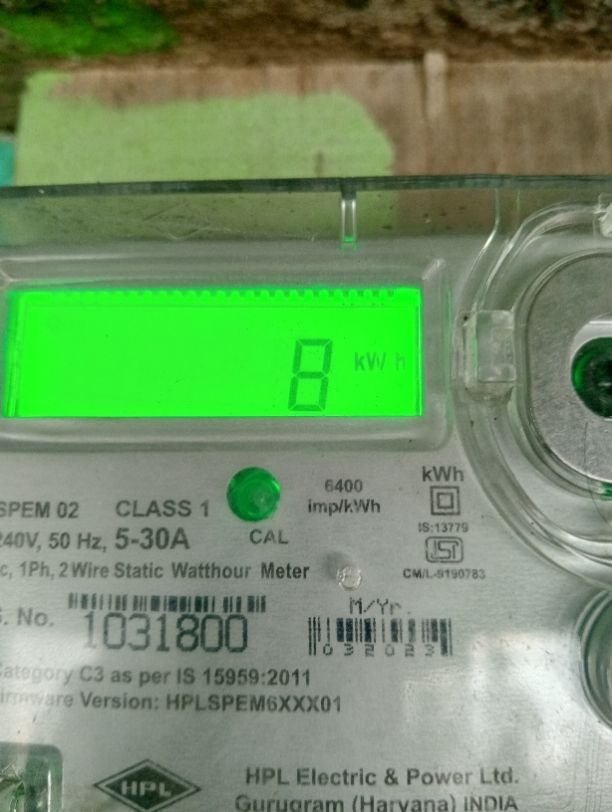 8 kWh
SPEM 02 CLASS 1
240V, 50 Hz, 5-30A
CAL
6400
imp/kWh
kWh
IS:13779
ISI
CM/L-9190783
1Ph, 2 Wire Static Watthour Meter
No. 1031800
M/Yr.
032023
Category C3 as per IS 15959:2011
Firmware Version: HPLSPEM6XXX01
HPL
HPL Electric & Power Ltd.
Gurugram (Haryana) INDIA